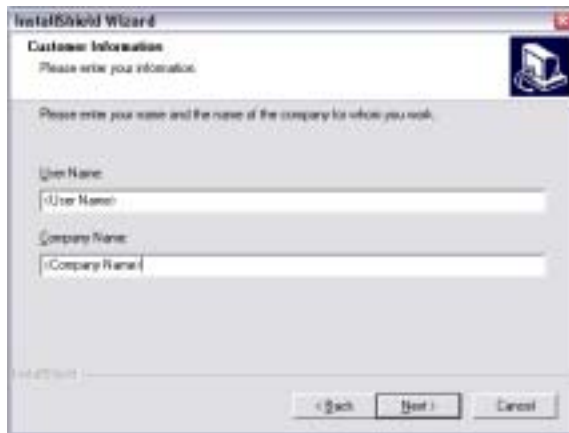 InstallShield Wizard
Customer Information
Please enter your information.
Please enter your name and the name of the company for whom you work.
User Name:
<User Name>
Company Name:
<Company Name>
InstallShield
< Back
Next >
Cancel